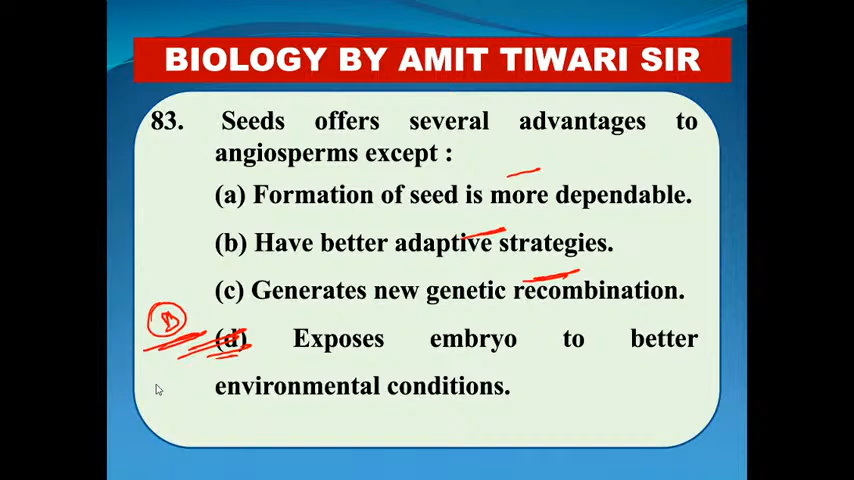 BIOLOGY BY AMIT TIWARI SIR
83. Seeds offers several advantages to
angiosperms except :
(a) Formation of seed is more dependable.
(b) Have better adaptive strategies.
(c) Generates new genetic recombination.
(d) Exposes embryo to better
environmental conditions.